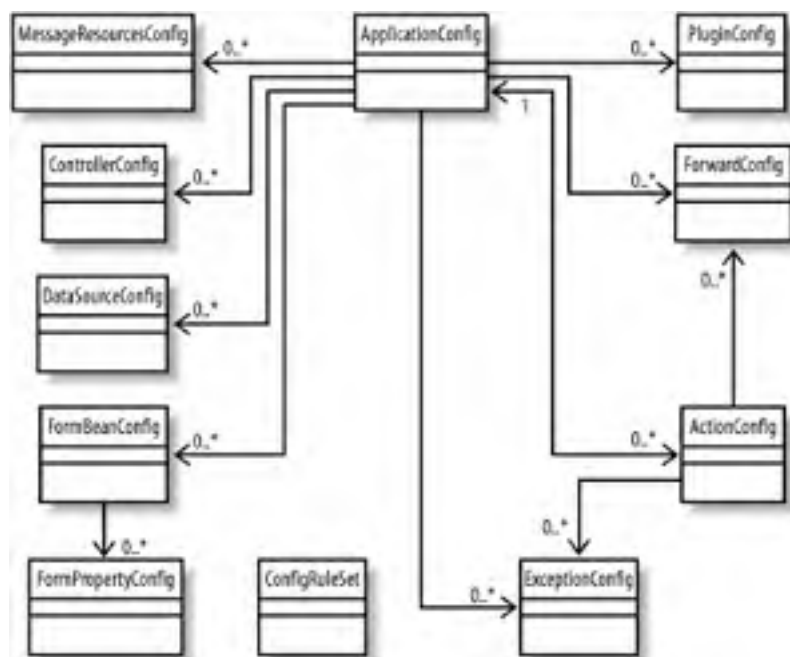 MessageResourcesConfig
ApplicationConfig
PlugInConfig
0..*
0..*
1
ControllerConfig
ForwardConfig
0..*
0..*
DataSourceConfig
0..*
0..*
FormBeanConfig
ActionConfig
0..*
0..*
0..*
0..*
FormPropertyConfig
ConfigRuleSet
ExceptionConfig
0..*